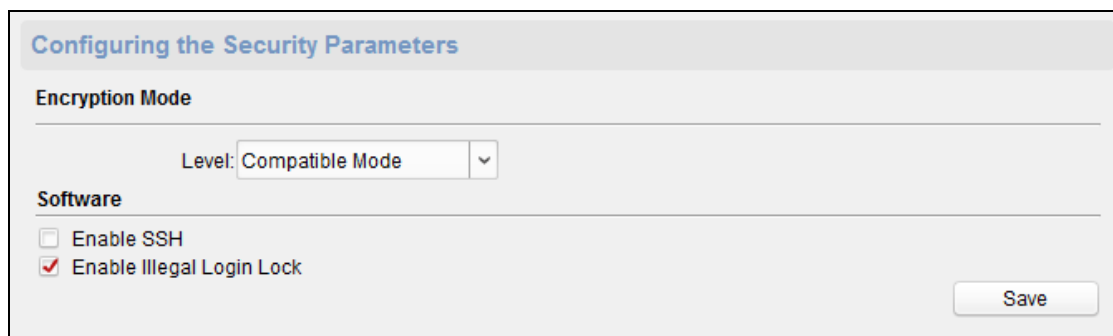 Configuring the Security Parameters
Encryption Mode
Level: Compatible Mode
Software
Enable SSH
Enable Illegal Login Lock
Save